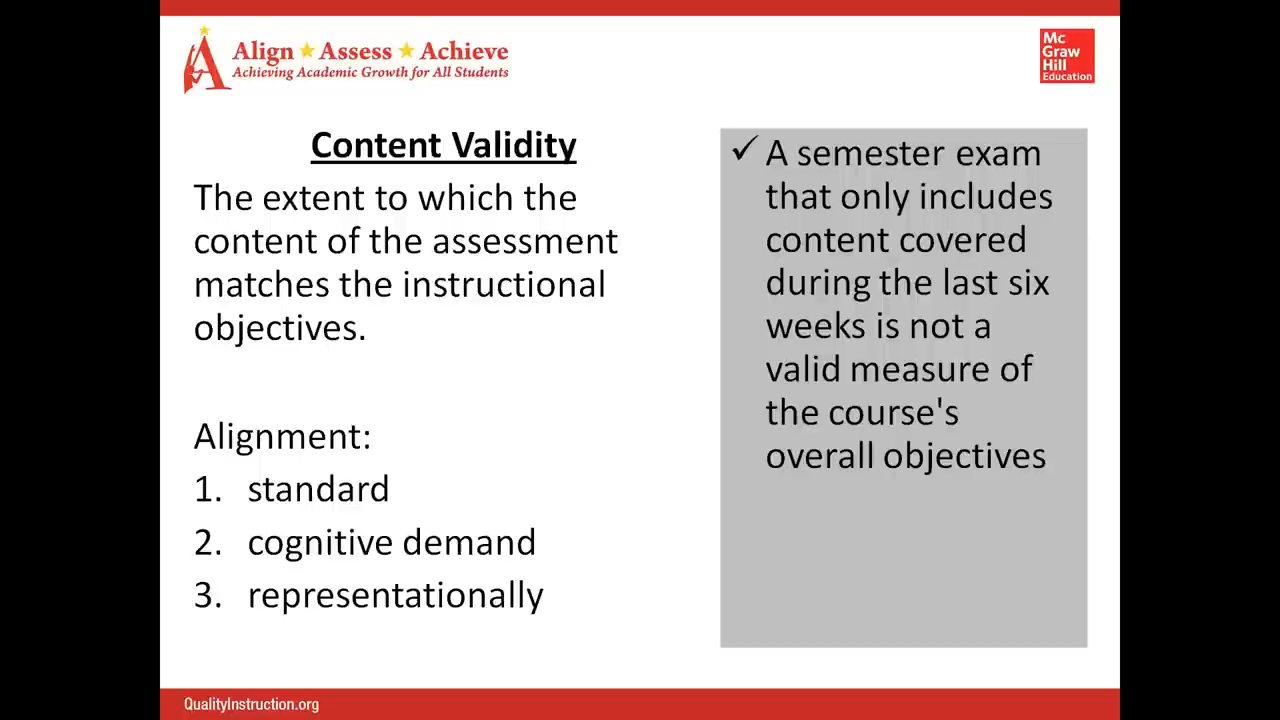 Align ★ Assess ★ Achieve
Achieving Academic Growth for All Students
Mc
Graw
Hill
Education
Content Validity
The extent to which the
content of the assessment
matches the instructional
objectives.
Alignment:
1. standard
2. cognitive demand
3. representationally
✓ A semester exam
that only includes
content covered
during the last six
weeks is not a
valid measure of
the course's
overall objectives
QualityInstruction.org